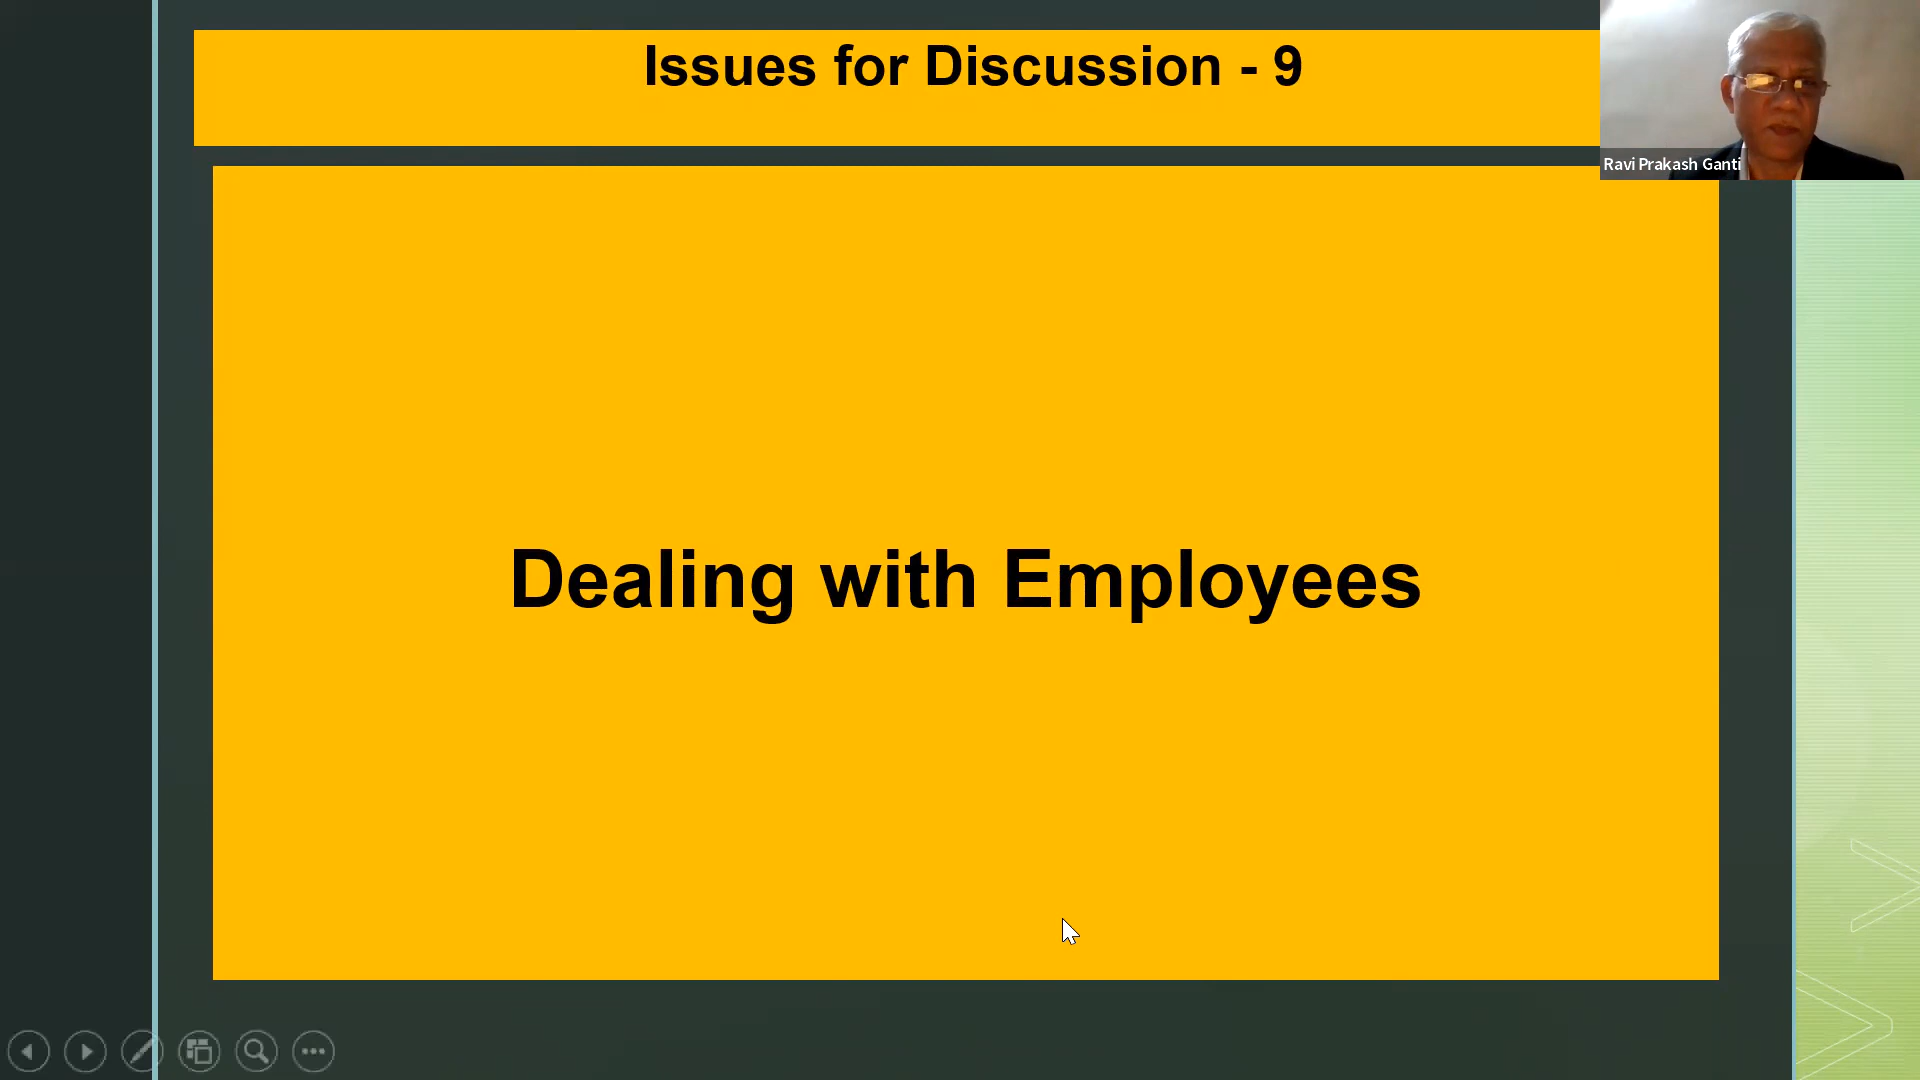 Issues for Discussion - 9
Ravi Prakash Ganti
Dealing with Employees